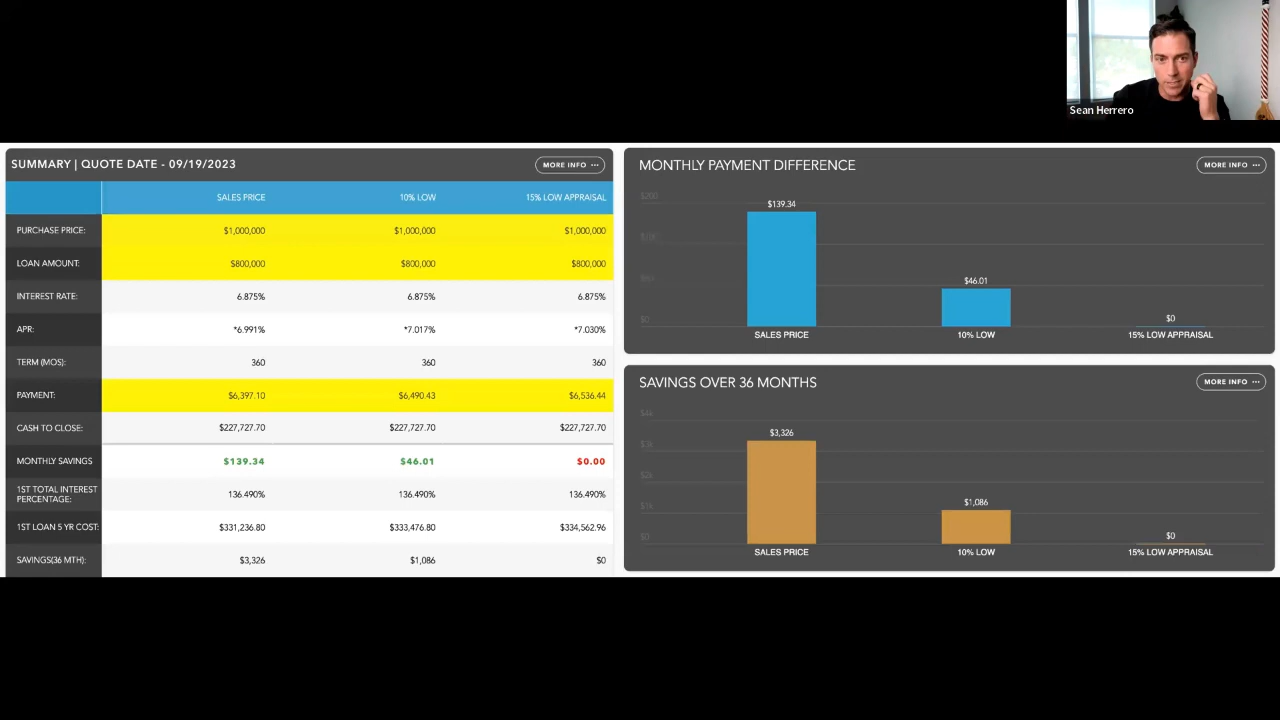 Sean Herrero
SUMMARY | QUOTE DATE - 09/19/2023
MORE INFO ···
SALES PRICE 10% LOW 15% LOW APPRAISAL
PURCHASE PRICE: $1,000,000 $1,000,000 $1,000,000
LOAN AMOUNT: $800,000 $800,000 $800,000
INTEREST RATE: 6.875% 6.875% 6.875%
APR: *6.991% *7.017% *7.030%
TERM (MOS): 360 360 360
PAYMENT: $6,397.10 $6,490.43 $6,536.44
CASH TO CLOSE: $227,727.70 $227,727.70 $227,727.70
MONTHLY SAVINGS $139.34 $46.01 $0.00
1ST TOTAL INTEREST
PERCENTAGE: 136.490% 136.490% 136.490%
1ST LOAN 5 YR COST: $331,236.80 $333,476.80 $334,562.96
SAVINGS(36 MTH): $3,326 $1,086 $0
MONTHLY PAYMENT DIFFERENCE
MORE INFO ···
$200
$139.34
$46.01
$0
$0
SALES PRICE 10% LOW 15% LOW APPRAISAL
SAVINGS OVER 36 MONTHS
MORE INFO ···
$4k
$3,326
$3k
$2k
$1,086
$1k
$0
$0
SALES PRICE 10% LOW 15% LOW APPRAISAL